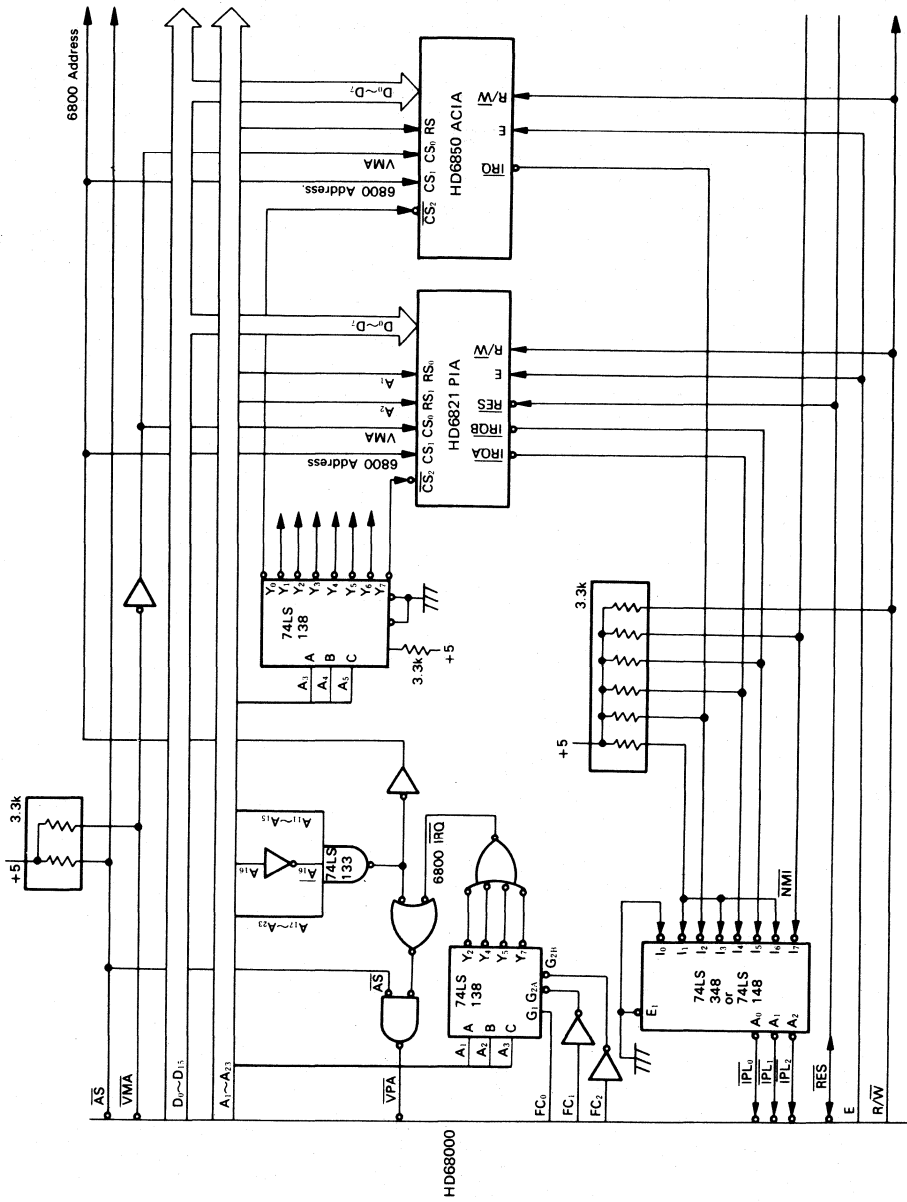 6800 Address
+5
3.3k
AS
VMA
D₀~D₁₅
A₁~A₂₃
VPA
HD68000
A₁₁~A₁₅
A₁₆
A₁₆
A₁₇~A₂₃
74LS
133
6800 IRQ
AS
74LS
138
A₁ A
A₂ B
A₃ C
Y₂
Y₄
Y₅
Y₇
G₁ G₂A G₂B
FC₀
FC₁
FC₂
74LS
138
A₃ A
A₄ B
A₅ C
Y₀
Y₁
Y₂
Y₃
Y₄
Y₅
Y₆
Y₇
3.3k
+5
HD6821 PIA
CS₂ CS₁ CS₀ RS₁ RS₀
6800 Address
VMA
A₂
A₁
D₀~D₇
IRQA
IRQB
RES
E
R/W
HD6850 ACIA
CS₂ CS₁ CS₀ RS
6800 Address.
VMA
D₀~D₇
IRQ
E
R/W
+5
3.3k
74LS
348
or
74LS
148
E₁
I₀
I₁
I₂
I₃
I₄
I₅
I₆
I₇
A₀
A₁
A₂
NMI
IPL₀
IPL₁
IPL₂
RES
E
R/W